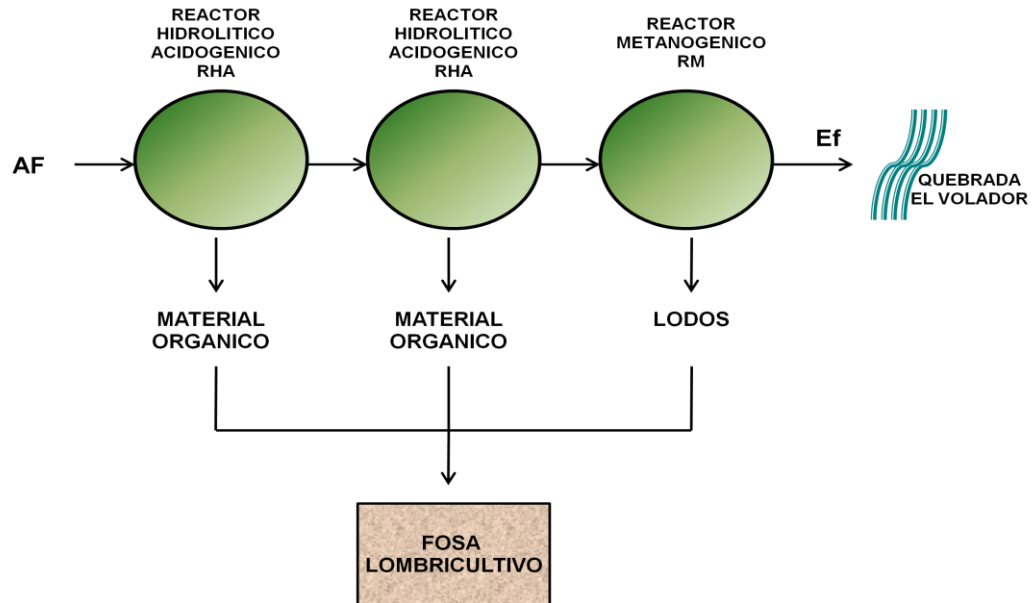 REACTOR
HIDROLITICO
ACIDOGENICO
RHA
REACTOR
HIDROLITICO
ACIDOGENICO
RHA
REACTOR
METANOGENICO
RM
AF
Ef
QUEBRADA
EL VOLADOR
MATERIAL
ORGANICO
MATERIAL
ORGANICO
LODOS
FOSA
LOMBRICULTIVO